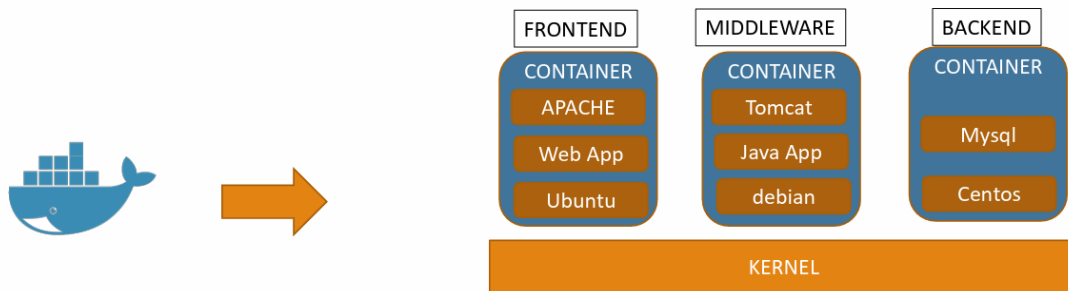 FRONTEND
MIDDLEWARE
BACKEND
CONTAINER
APACHE
Web App
Ubuntu
CONTAINER
Tomcat
Java App
debian
CONTAINER
Mysql
Centos
KERNEL